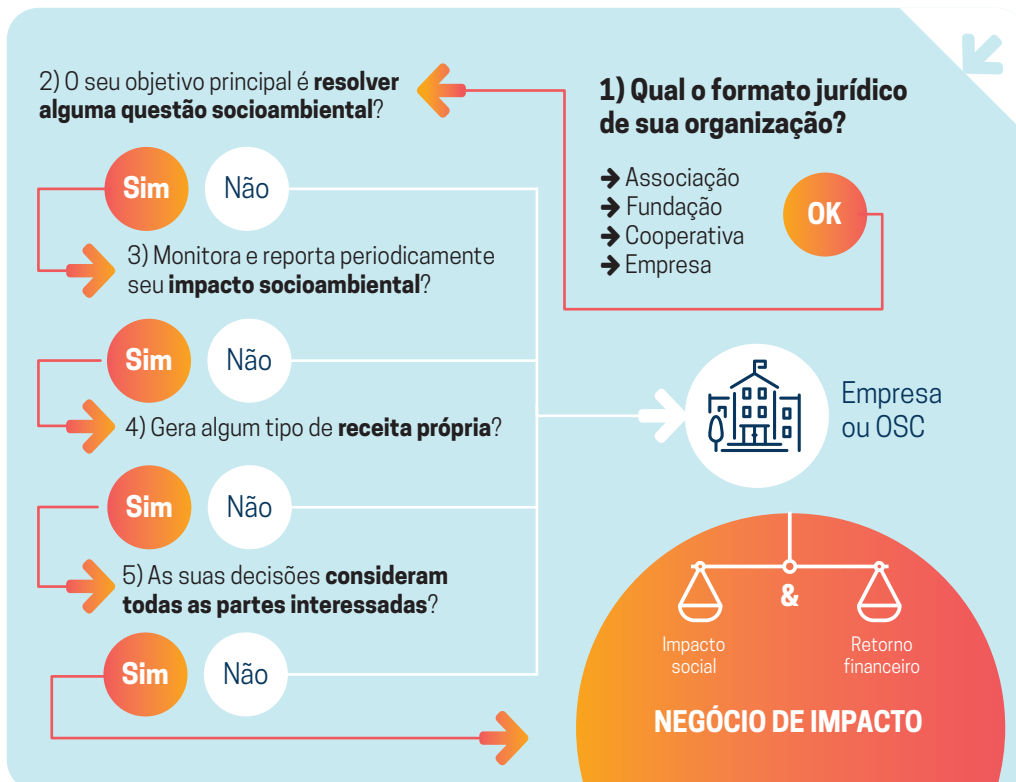 1) Qual o formato jurídico
de sua organização?
→ Associação
→ Fundação
→ Cooperativa
→ Empresa
OK
2) O seu objetivo principal é resolver
alguma questão socioambiental?
Sim Não
3) Monitora e reporta periodicamente
seu impacto socioambiental?
Sim Não
4) Gera algum tipo de receita própria?
Sim Não
5) As suas decisões consideram
todas as partes interessadas?
Sim Não
Empresa
ou OSC
&
Impacto
social
Retorno
financeiro
NEGÓCIO DE IMPACTO